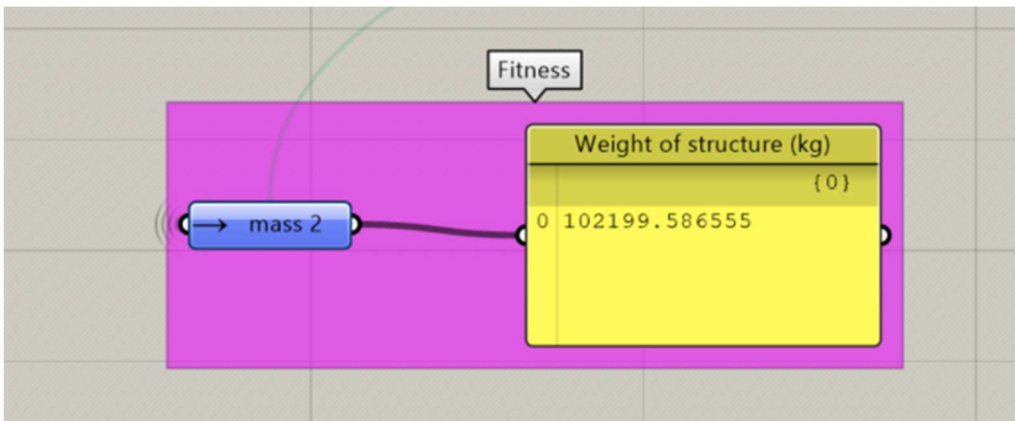 Fitness
Weight of structure (kg)
{0}
mass 2
0 102199.586555